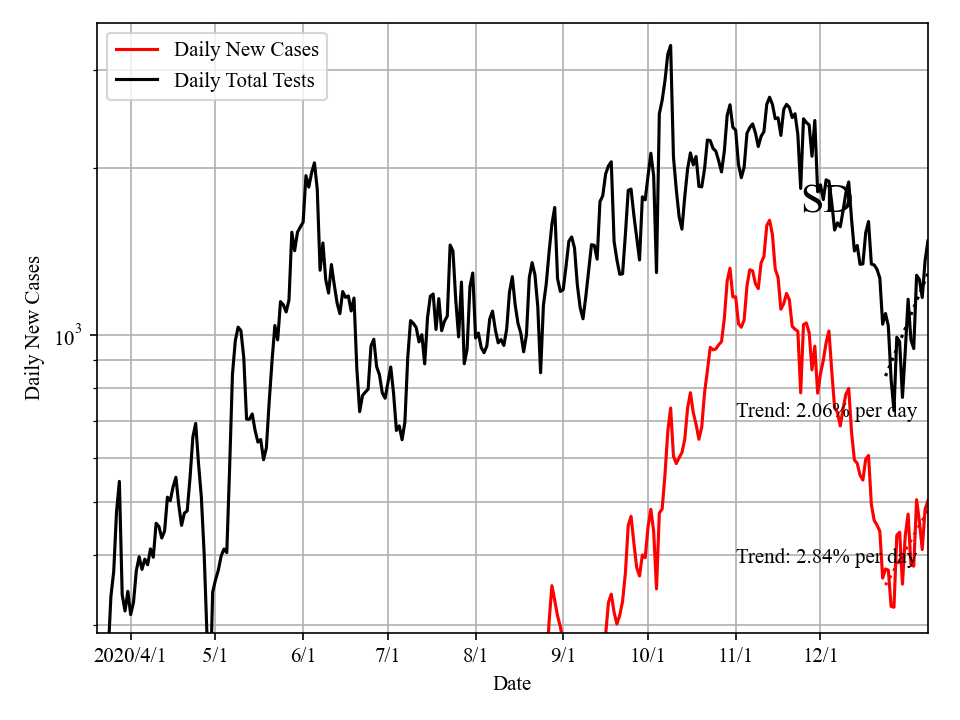 Daily New Cases
Daily Total Tests
SD
Daily New Cases
10³
Trend: 2.06% per day
Trend: 2.84% per day
2020/4/1 5/1 6/1 7/1 8/1 9/1 10/1 11/1 12/1
Date